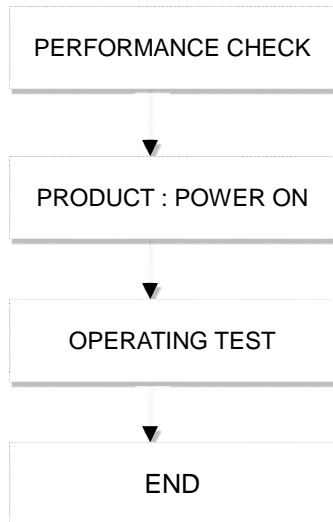 PERFORMANCE CHECK
PRODUCT : POWER ON
OPERATING TEST
END